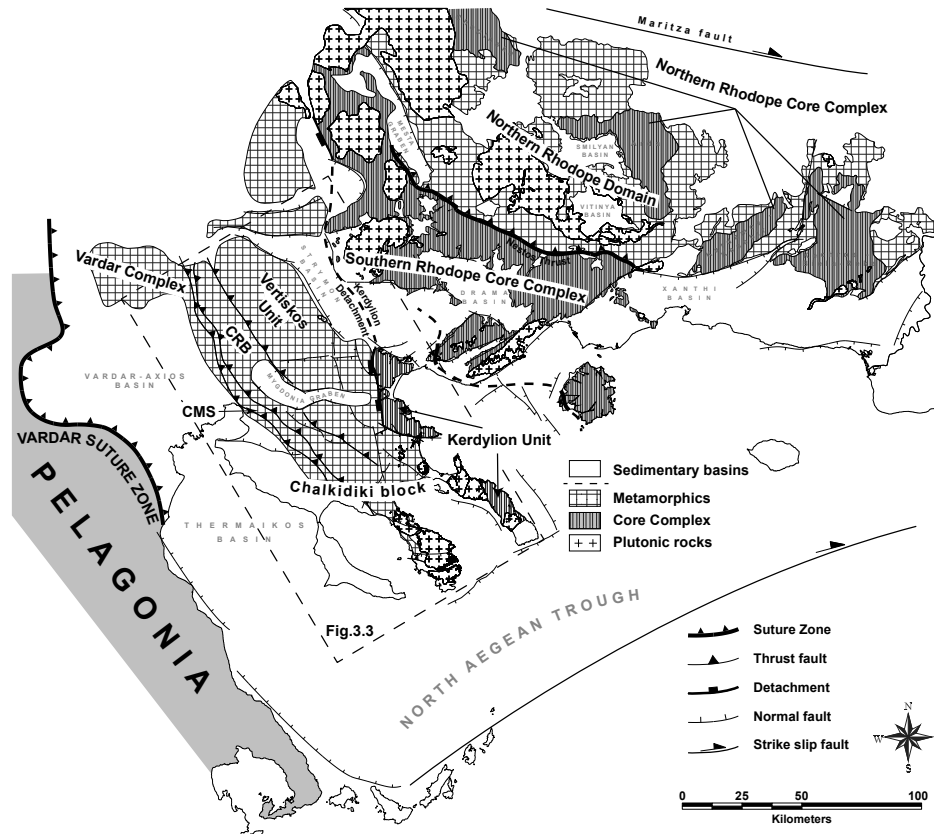 Maritza fault
Northern Rhodope Core Complex
MESTA
GRABEN
Northern Rhodope Domain
SMILYAN
BASIN
VITINYA
BASIN
Nestos Thrust
Vardar Complex
Vertiskos
Unit
STRYMON
BASIN
Kerdylion
Detachment
Southern Rhodope Core Complex
DRAMA
BASIN
XANTHI
BASIN
CRB
VARDAR-AXIOS
BASIN
MYGDONIA GRABEN
CMS
Kerdylion Unit
VARDAR SUTURE ZONE
Chalkidiki block
PELAGONIA
THERMAIKOS
BASIN
Sedimentary basins
Metamorphics
Core Complex
Plutonic rocks
Fig.3.3
NORTH AEGEAN TROUGH
Suture Zone
Thrust fault
Detachment
Normal fault
Strike slip fault
N
W
E
S
0 25 50 100
Kilometers